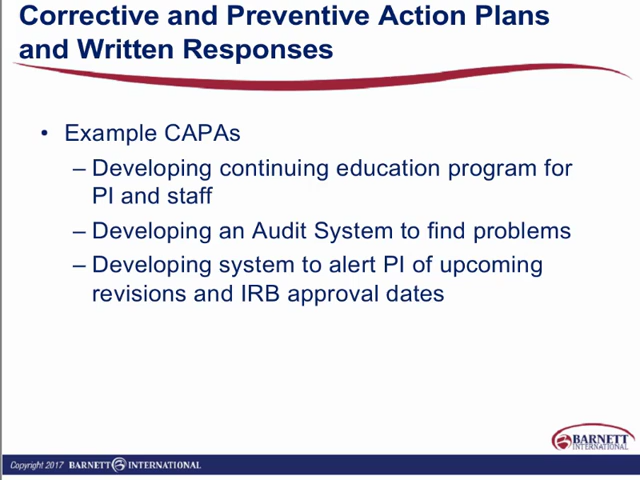 Corrective and Preventive Action Plans
and Written Responses
• Example CAPAs
– Developing continuing education program for
PI and staff
– Developing an Audit System to find problems
– Developing system to alert PI of upcoming
revisions and IRB approval dates
BARNETT
INTERNATIONAL
Copyright 2017 BARNETT INTERNATIONAL